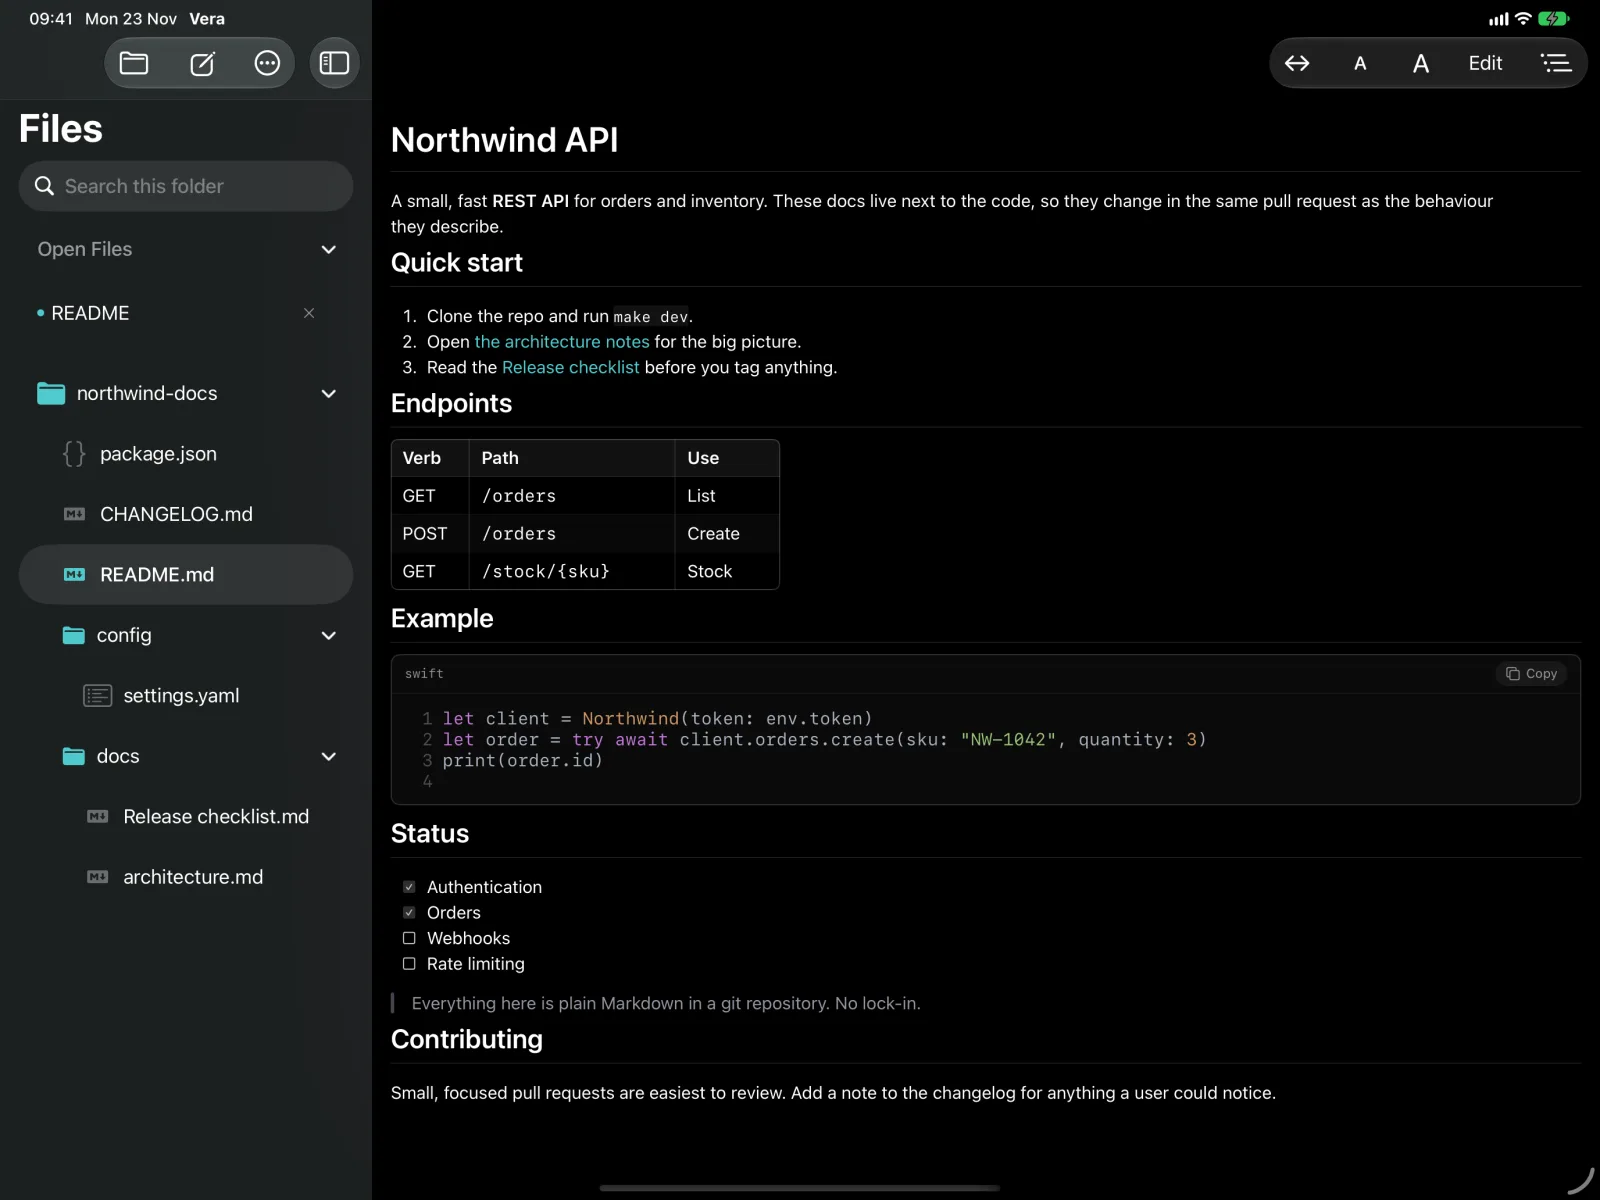 09:41 Mon 23 Nov Vera
Files
Search this folder
Open Files
README
northwind-docs
{} package.json
CHANGELOG.md
README.md
config
settings.yaml
docs
Release checklist.md
architecture.md
A A Edit
Northwind API
A small, fast REST API for orders and inventory. These docs live next to the code, so they change in the same pull request as the behaviour
they describe.
Quick start
1. Clone the repo and run make dev.
2. Open the architecture notes for the big picture.
3. Read the Release checklist before you tag anything.
Endpoints
Verb Path Use
GET /orders List
POST /orders Create
GET /stock/{sku} Stock
Example
swift Copy
1 let client = Northwind(token: env.token)
2 let order = try await client.orders.create(sku: "NW-1042", quantity: 3)
3 print(order.id)
4
Status
Authentication
Orders
Webhooks
Rate limiting
Everything here is plain Markdown in a git repository. No lock-in.
Contributing
Small, focused pull requests are easiest to review. Add a note to the changelog for anything a user could notice.